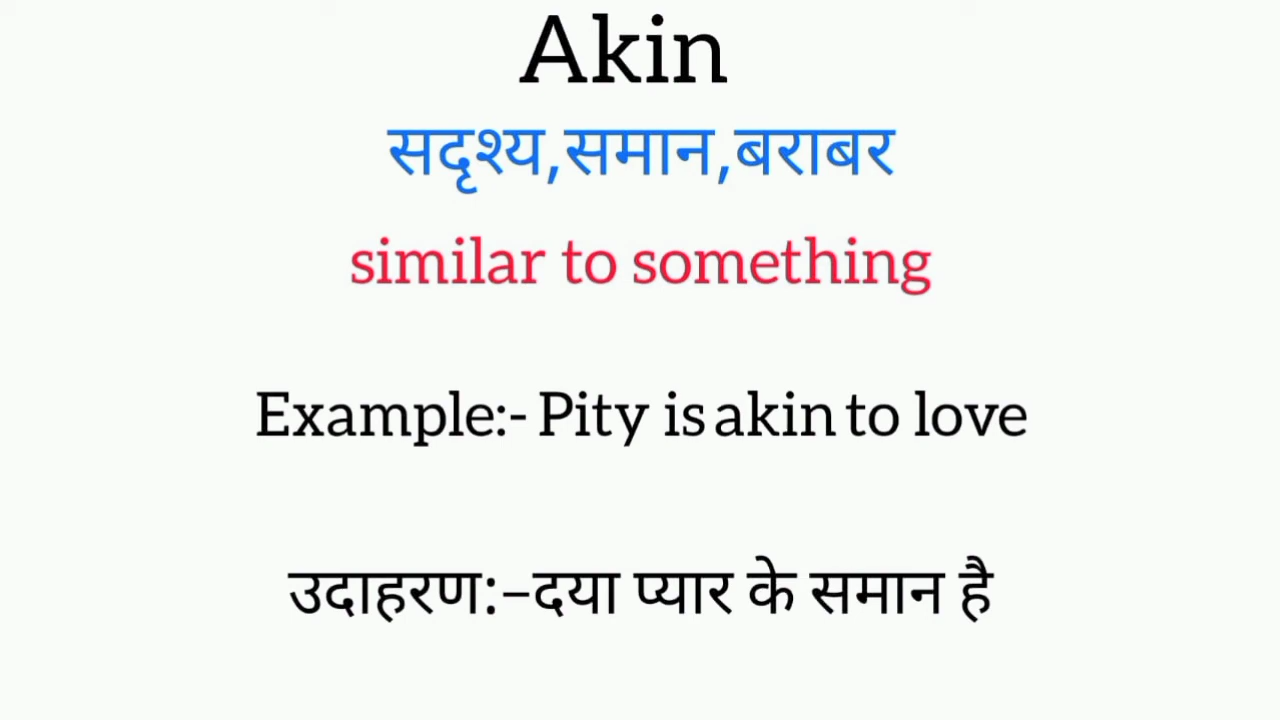 Akin
सदृश्य,समान,बराबर
similar to something
Example:- Pity is akin to love
उदाहरण:–दया प्यार के समान है